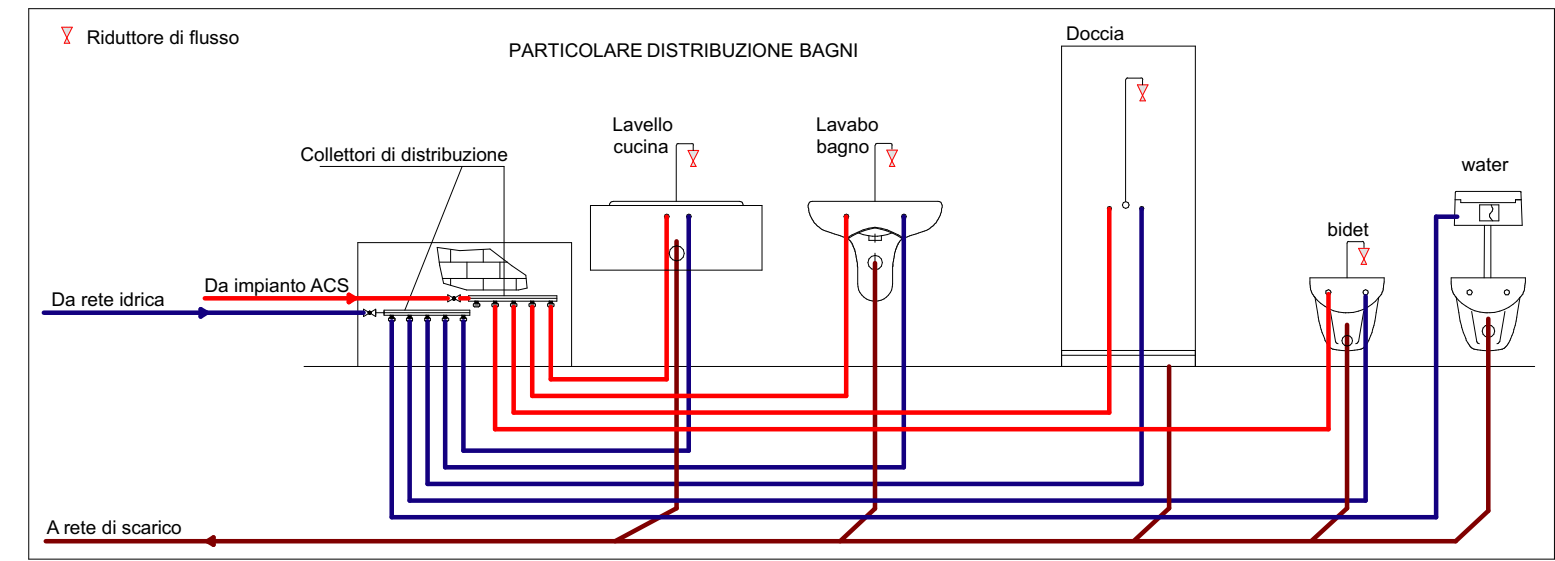 Riduttore di flusso
PARTICOLARE DISTRIBUZIONE BAGNI
Doccia
Lavello
cucina
Lavabo
bagno
Collettori di distribuzione
water
bidet
Da impianto ACS
Da rete idrica
A rete di scarico